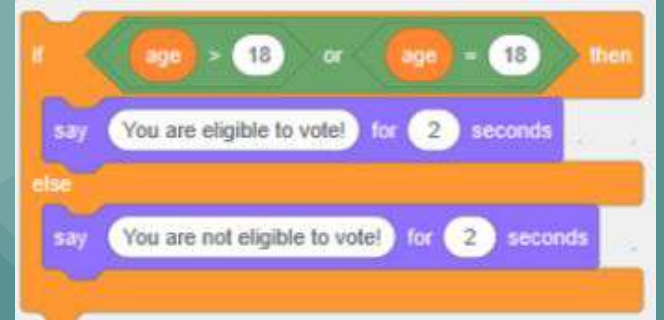 if age > 18 or age = 18 then
say You are eligible to vote! for 2 seconds
else
say You are not eligible to vote! for 2 seconds